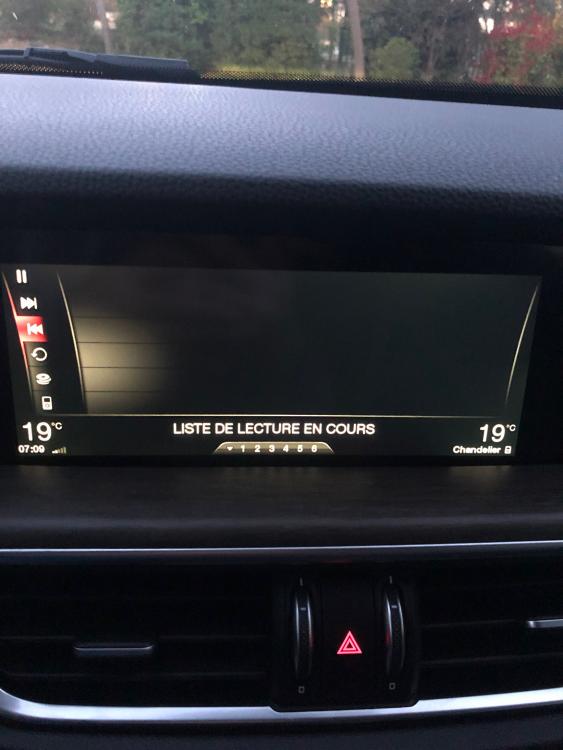 LISTE DE LECTURE EN COURS
19°C
19°C
07:09
1 2 3 4 5 6
Chandelier